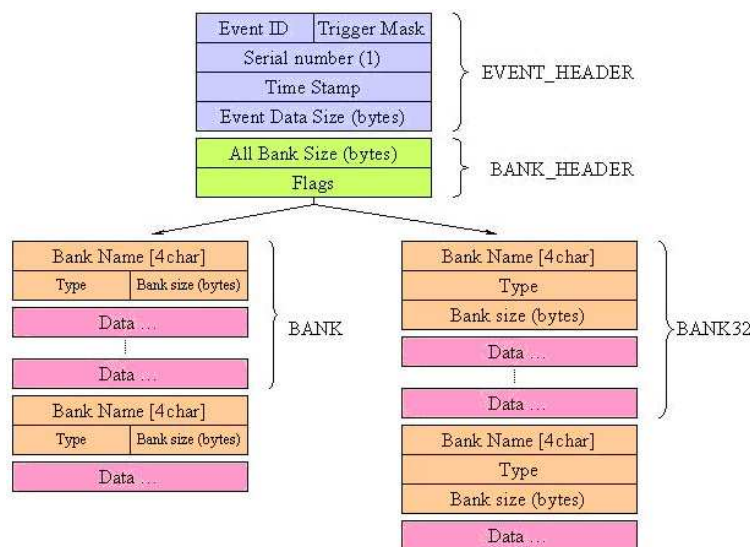 Event ID Trigger Mask
Serial number (1)
Time Stamp
Event Data Size (bytes)
EVENT_HEADER
All Bank Size (bytes)
Flags
BANK_HEADER
Bank Name [4char]
Type Bank size (bytes)
Data ...
Data ...
BANK
Bank Name [4char]
Type Bank size (bytes)
Data ...
Bank Name [4char]
Type
Bank size (bytes)
Data ...
Data ...
BANK32
Bank Name [4char]
Type
Bank size (bytes)
Data ...